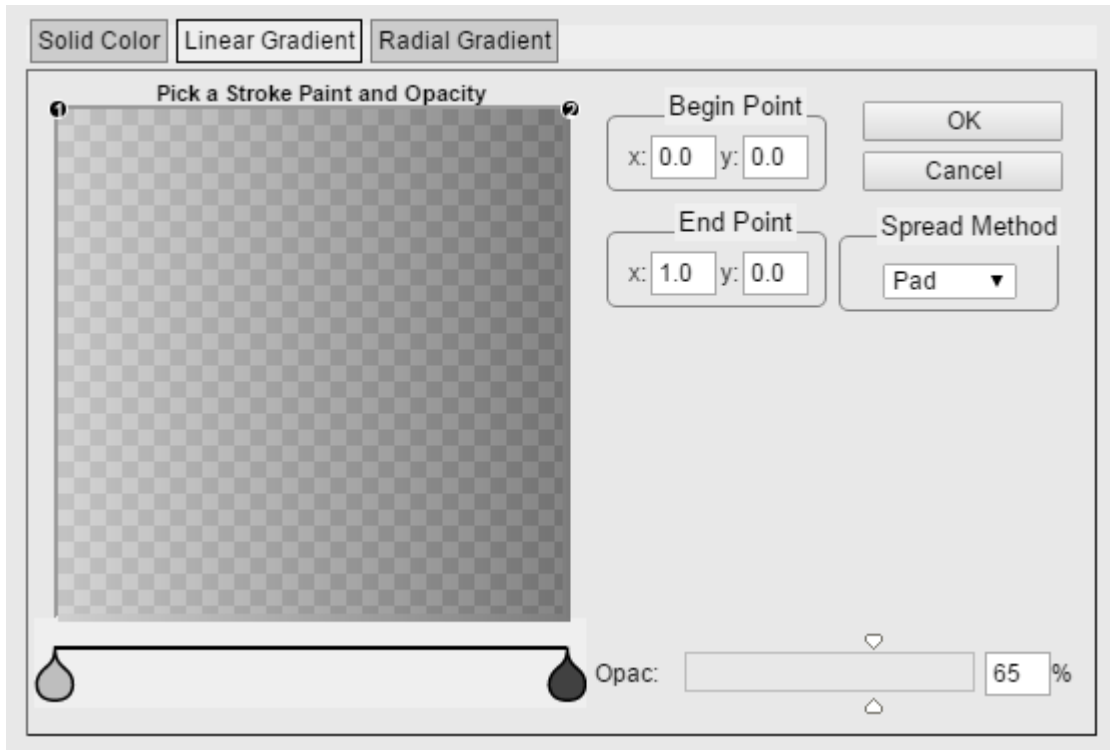 Solid Color Linear Gradient Radial Gradient
Pick a Stroke Paint and Opacity
1 2
Begin Point
x: 0.0 y: 0.0
OK
Cancel
End Point
x: 1.0 y: 0.0
Spread Method
Pad
Opac: 65 %